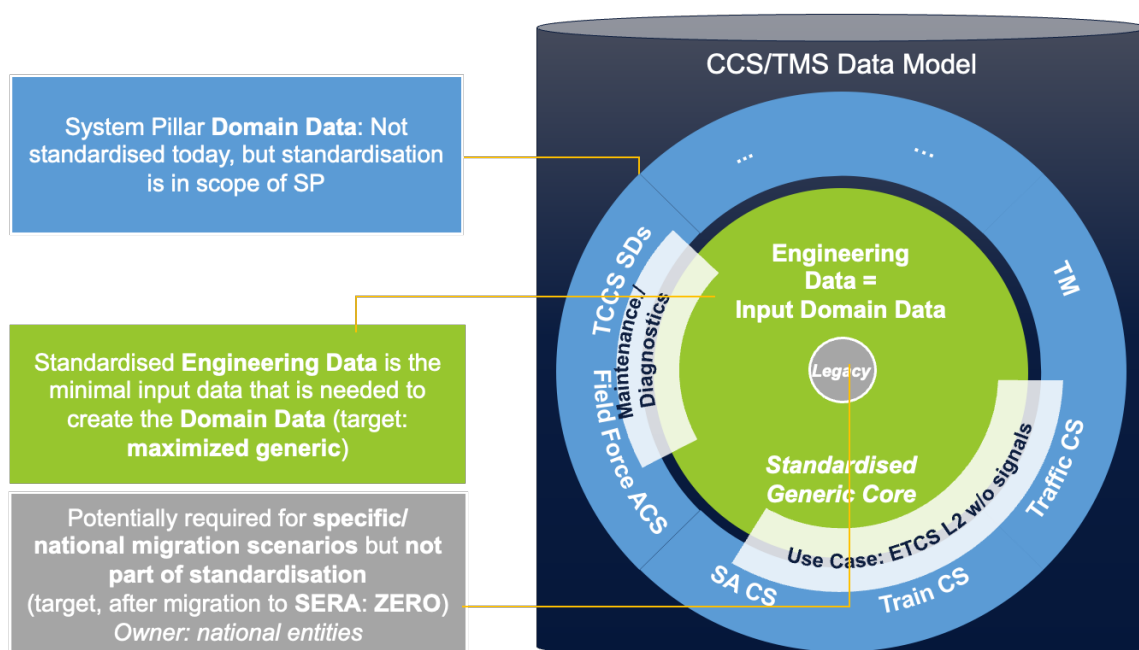 CCS/TMS Data Model
System Pillar Domain Data: Not
standardised today, but standardisation
is in scope of SP
Standardised Engineering Data is the
minimal input data that is needed to
create the Domain Data (target:
maximized generic)
Potentially required for specific/
national migration scenarios but not
part of standardisation
(target, after migration to SERA: ZERO)
Owner: national entities
...
...
TCCS SDs
TM
Maintenance./
Diagnostics
Engineering
Data =
Input Domain Data
Legacy
Field Force ACS
Standardised
Generic Core
Traffic CS
Use Case: ETCS L2 w/o signals
SA CS
Train CS